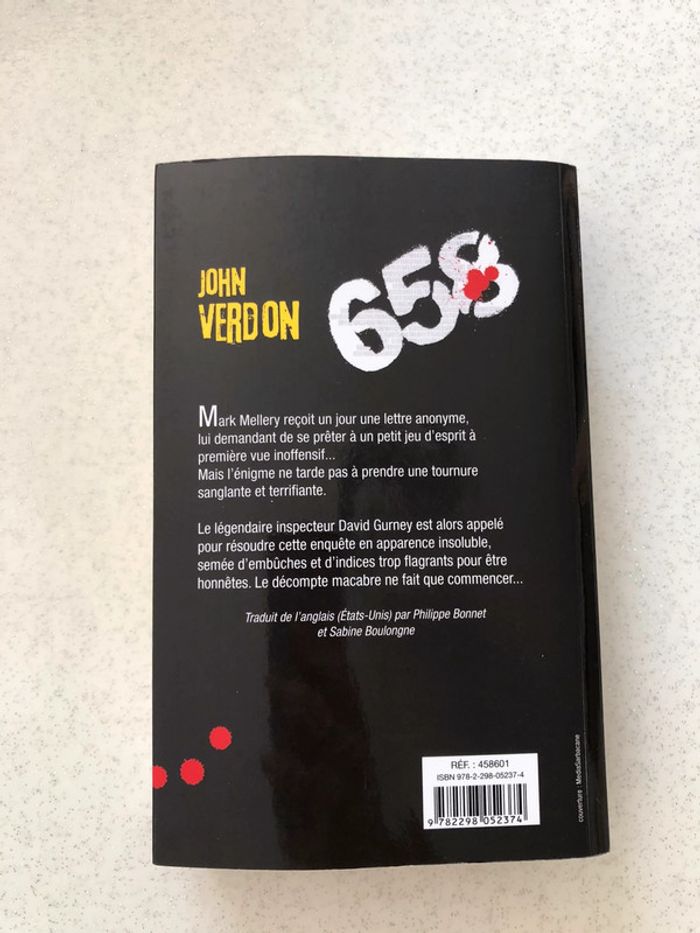 JOHN
VERDON
658
Mark Mellery reçoit un jour une lettre anonyme,
lui demandant de se prêter à un petit jeu d'esprit à
première vue inoffensif...
Mais l'énigme ne tarde pas à prendre une tournure
sanglante et terrifiante.
Le légendaire inspecteur David Gurney est alors appelé
pour résoudre cette enquête en apparence insoluble,
semée d'embûches et d'indices trop flagrants pour être
honnêtes. Le décompte macabre ne fait que commencer...
Traduit de l'anglais (États-Unis) par Philippe Bonnet
et Sabine Boulongne
RÉF. : 458601
ISBN 978-2-298-05237-4
9 782298 052374
couverture : MediaSarbacane